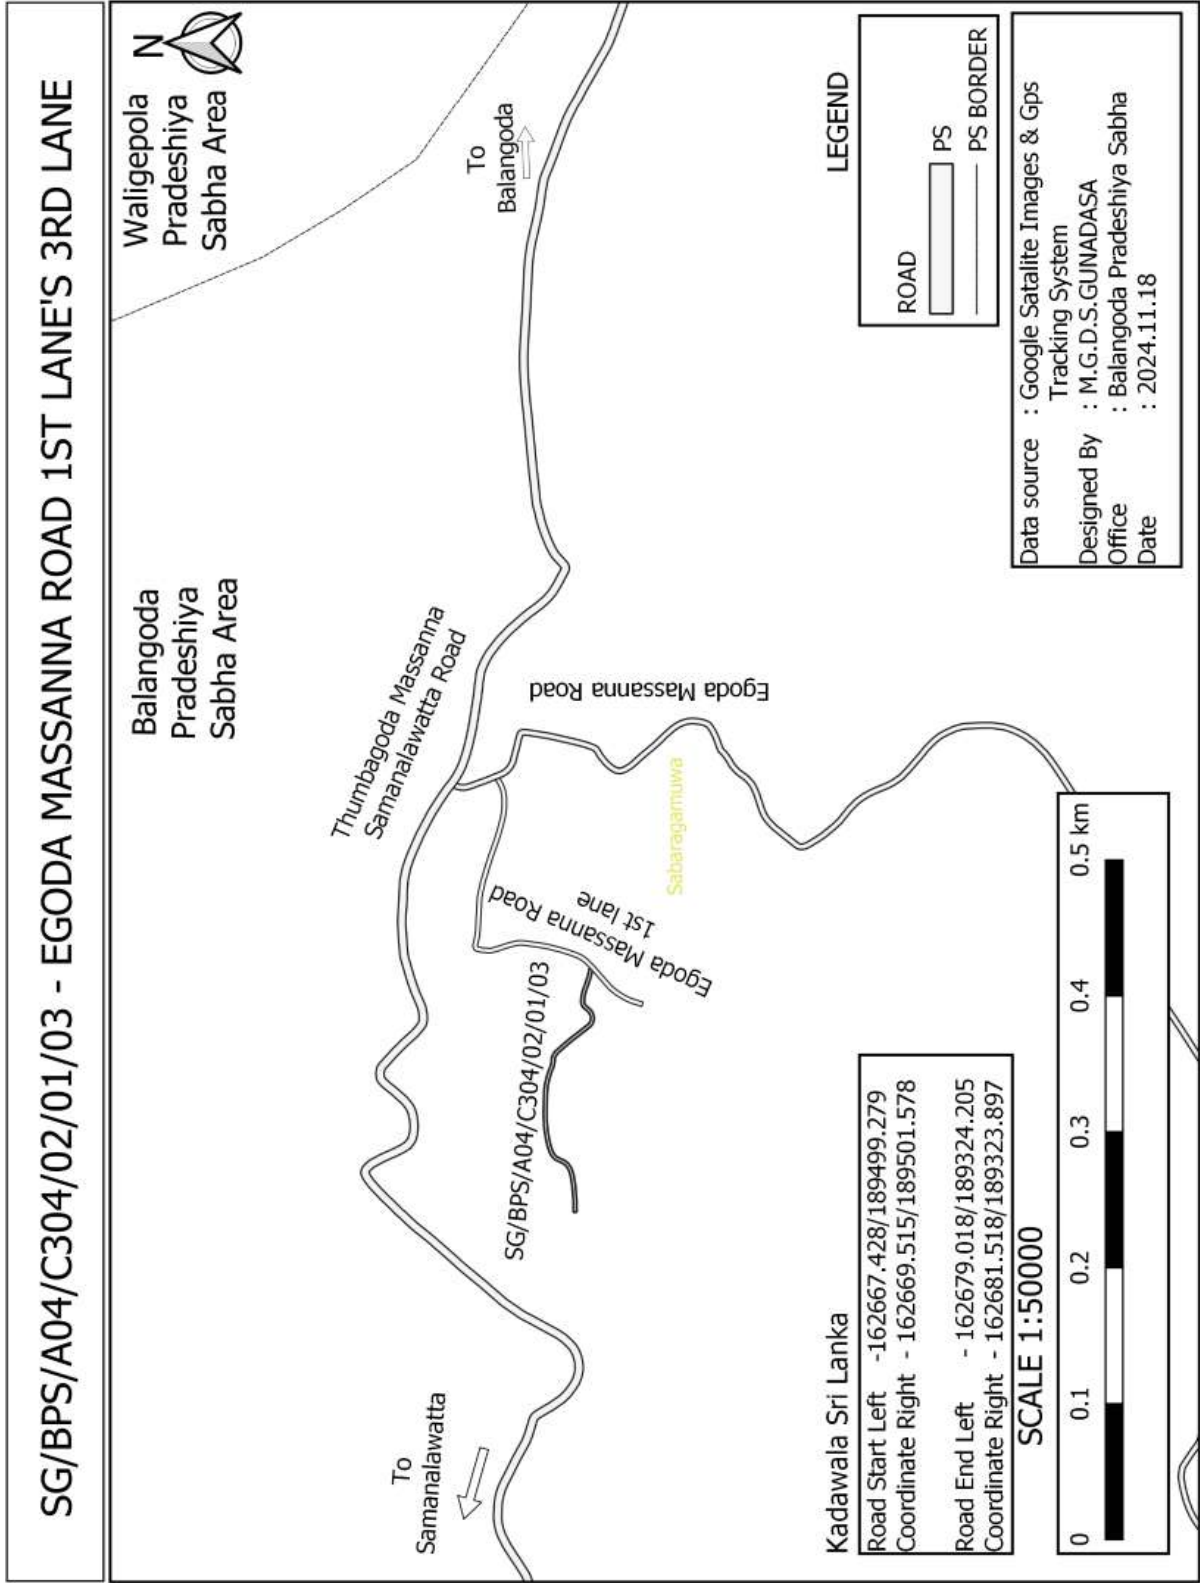 SG/BPS/A04/C304/02/01/03 - EGODA MASSANNA ROAD 1ST LANE'S 3RD LANE
Balangoda
Pradeshiya
Sabha Area
Waligepola
Pradeshiya
Sabha Area
N
Thumbagoda Massanna
Samanalawatta Road
To
Balangoda
To
Samanalawatta
SG/BPS/A04/C304/02/01/03
Egoda Massanna Road
1st lane
Egoda Massanna Road
Sabaragamuwa
Kadawala Sri Lanka
Road Start Left -162667.428/189499.279
Coordinate Right - 162669.515/189501.578
Road End Left - 162679.018/189324.205
Coordinate Right - 162681.518/189323.897
SCALE 1:50000
0 0.1 0.2 0.3 0.4 0.5 km
LEGEND
ROAD
PS
PS BORDER
Data source : Google Satalite Images & Gps
Tracking System
Designed By : M.G.D.S.GUNADASA
Office : Balangoda Pradeshiya Sabha
Date : 2024.11.18